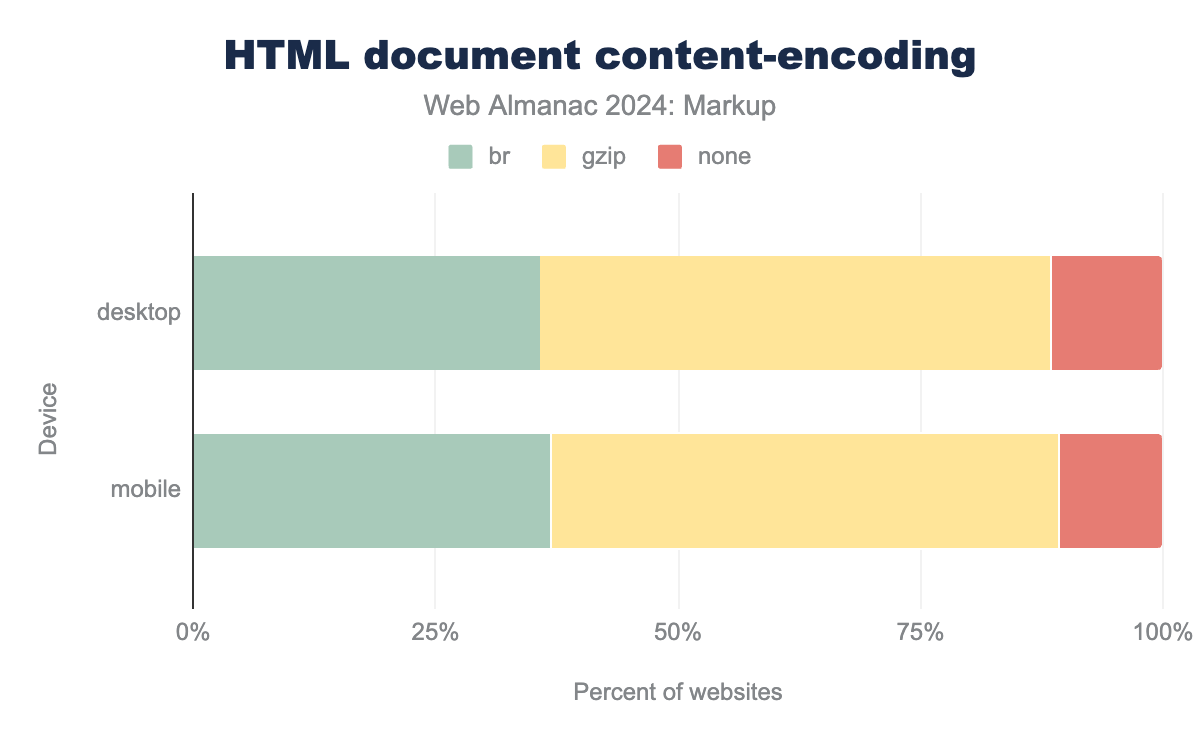 HTML document content-encoding
Web Almanac 2024: Markup
br gzip none
desktop
mobile
Device
0% 25% 50% 75% 100%
Percent of websites